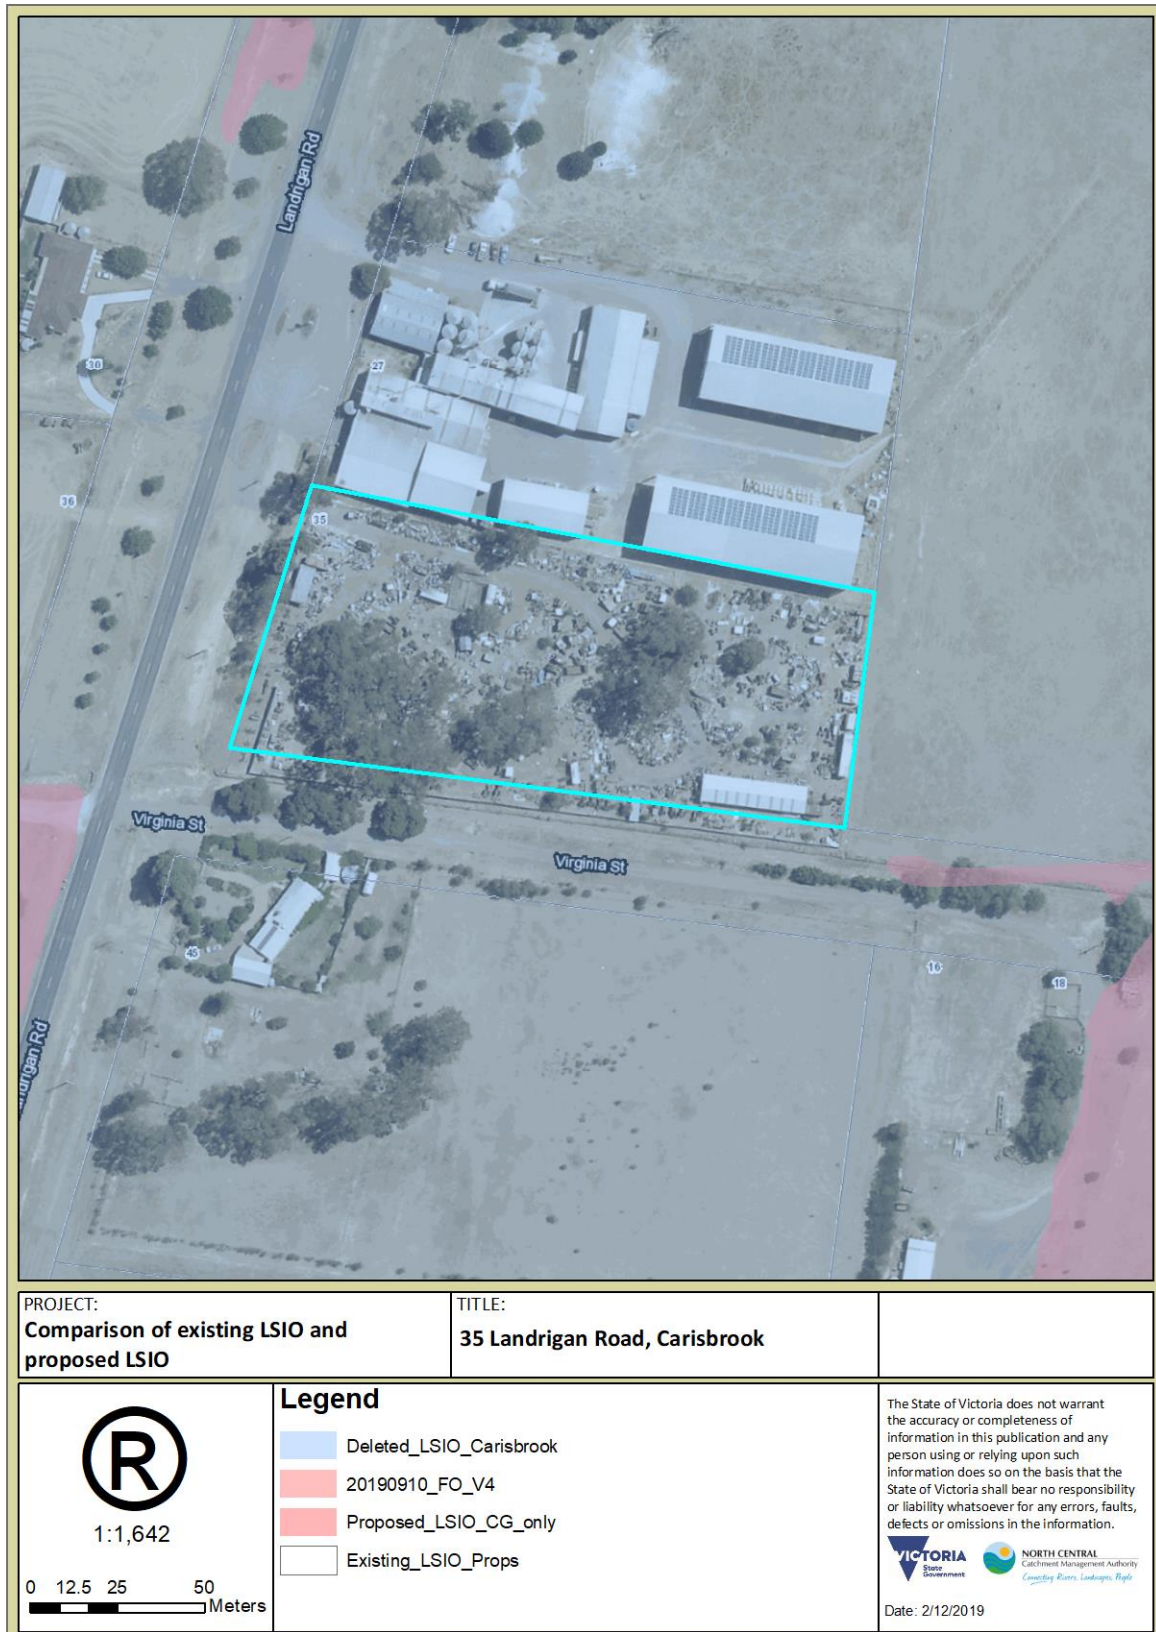 Landrigan Rd
27
30
36
35
Virginia St
Virginia St
45
16
18
Landrigan Rd
PROJECT:
Comparison of existing LSIO and
proposed LSIO
TITLE:
35 Landrigan Road, Carisbrook
R
1:1,642
0 12.5 25 50
Meters
Legend
Deleted_LSIO_Carisbrook
20190910_FO_V4
Proposed_LSIO_CG_only
Existing_LSIO_Props
The State of Victoria does not warrant
the accuracy or completeness of
information in this publication and any
person using or relying upon such
information does so on the basis that the
State of Victoria shall bear no responsibility
or liability whatsoever for any errors, faults,
defects or omissions in the information.
VICTORIA
State
Government
NORTH CENTRAL
Catchment Management Authority
Connecting Rivers, Landscapes, People
Date: 2/12/2019